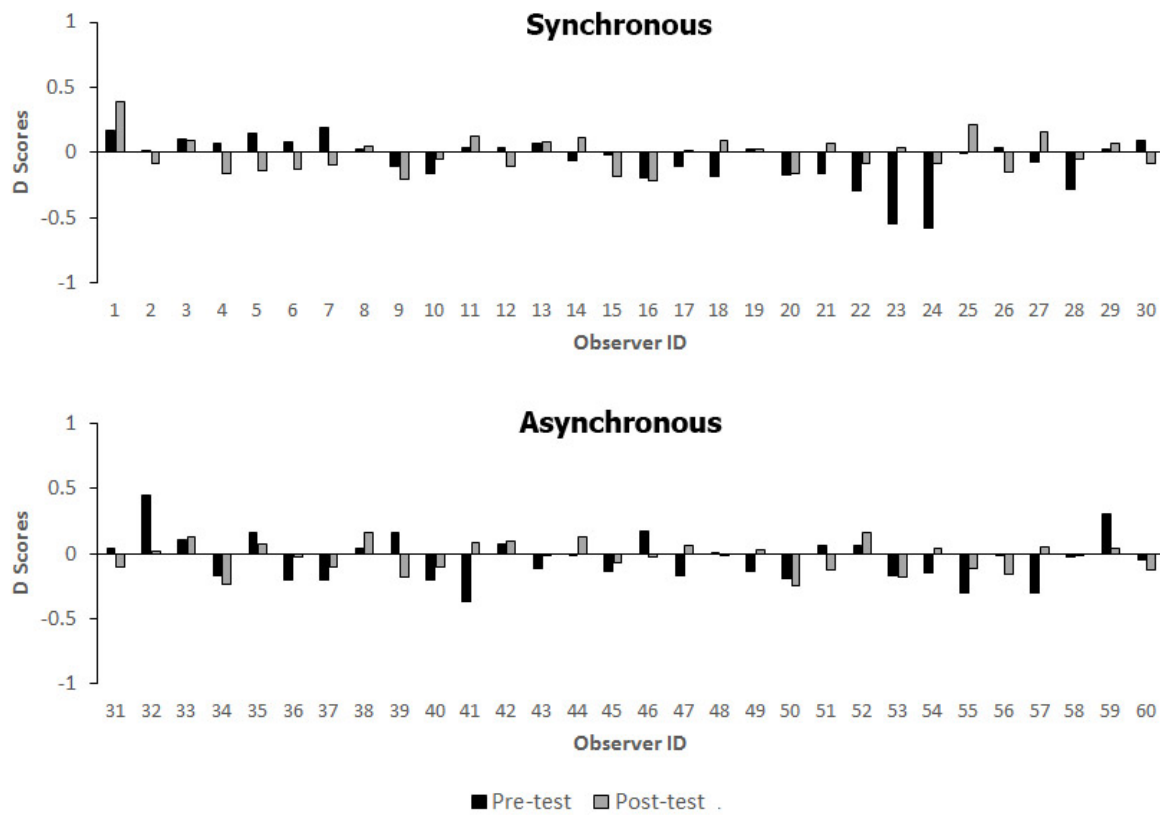 Synchronous
1
0.5
0
-0.5
-1
D Scores
1 2 3 4 5 6 7 8 9 10 11 12 13 14 15 16 17 18 19 20 21 22 23 24 25 26 27 28 29 30
Observer ID
Asynchronous
1
0.5
0
-0.5
-1
D Scores
31 32 33 34 35 36 37 38 39 40 41 42 43 44 45 46 47 48 49 50 51 52 53 54 55 56 57 58 59 60
Observer ID
Pre-test Post-test .